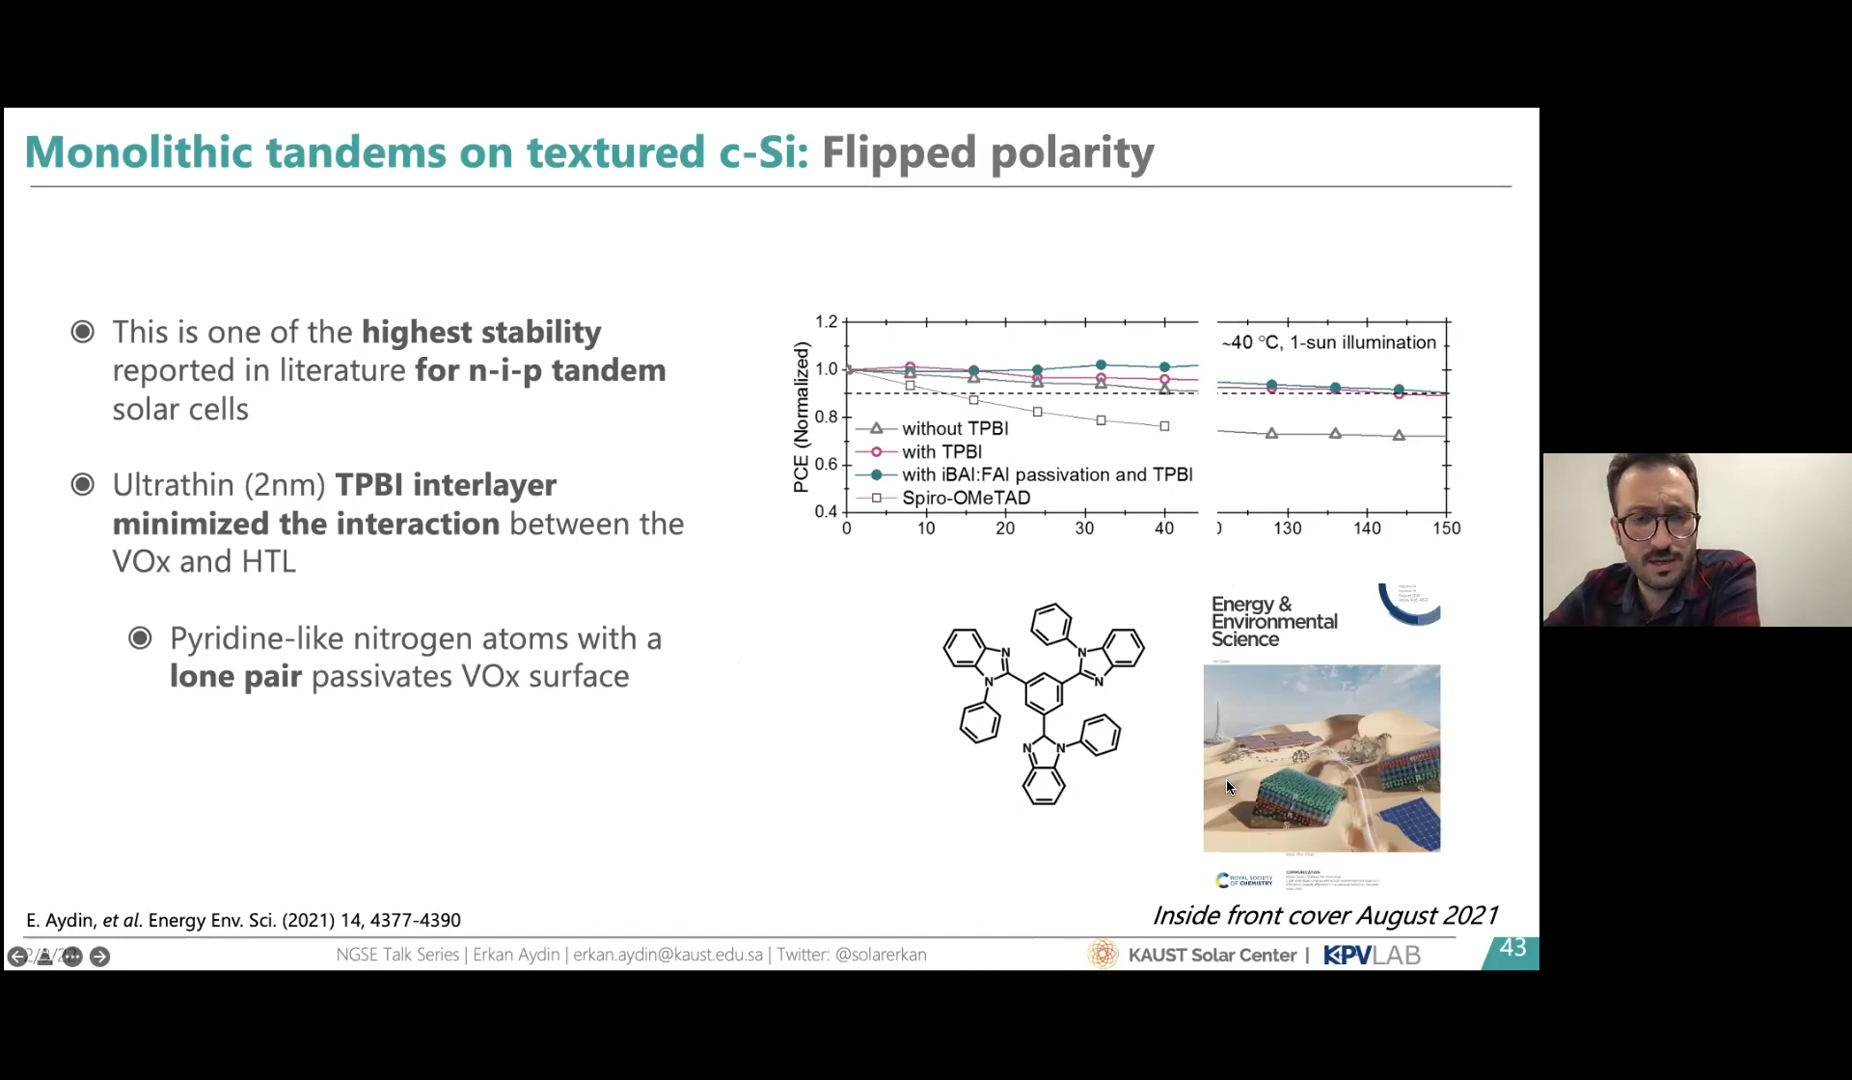 Monolithic tandems on textured c-Si: Flipped polarity
This is one of the highest stability
reported in literature for n-i-p tandem
solar cells
Ultrathin (2nm) TPBI interlayer
minimized the interaction between the
VOx and HTL
Pyridine-like nitrogen atoms with a
lone pair passivates VOx surface
PCE (Normalized)
1.2
1.0
0.8
0.6
0.4
~40 °C, 1-sun illumination
without TPBI
with TPBI
with iBAI:FAI passivation and TPBI
Spiro-OMeTAD
0 10 20 30 40 130 140 150
N
N
N
N
N
N
Energy &
Environmental
Science
ROYAL SOCIETY
OF CHEMISTRY
COMMUNICATION
Inside front cover August 2021
E. Aydin, et al. Energy Env. Sci. (2021) 14, 4377-4390
NGSE Talk Series | Erkan Aydin | erkan.aydin@kaust.edu.sa | Twitter: @solarerkan
KAUST Solar Center |
KPVLAB
43